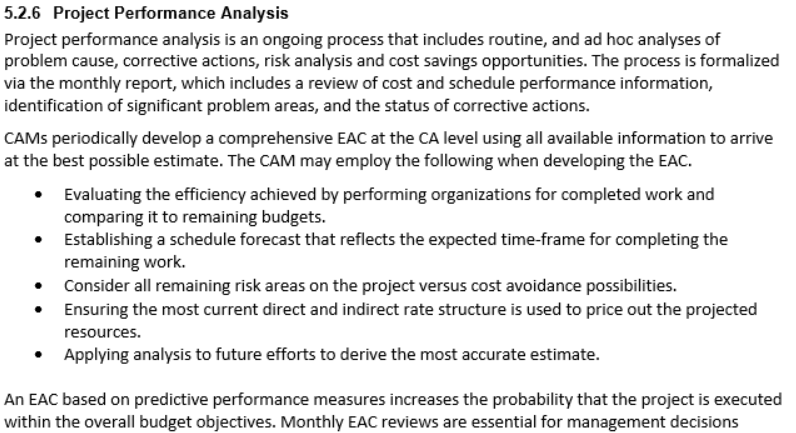 5.2.6 Project Performance Analysis
Project performance analysis is an ongoing process that includes routine, and ad hoc analyses of
problem cause, corrective actions, risk analysis and cost savings opportunities. The process is formalized
via the monthly report, which includes a review of cost and schedule performance information,
identification of significant problem areas, and the status of corrective actions.
CAMs periodically develop a comprehensive EAC at the CA level using all available information to arrive
at the best possible estimate. The CAM may employ the following when developing the EAC.
• Evaluating the efficiency achieved by performing organizations for completed work and
comparing it to remaining budgets.
• Establishing a schedule forecast that reflects the expected time-frame for completing the
remaining work.
• Consider all remaining risk areas on the project versus cost avoidance possibilities.
• Ensuring the most current direct and indirect rate structure is used to price out the projected
resources.
• Applying analysis to future efforts to derive the most accurate estimate.
An EAC based on predictive performance measures increases the probability that the project is executed
within the overall budget objectives. Monthly EAC reviews are essential for management decisions